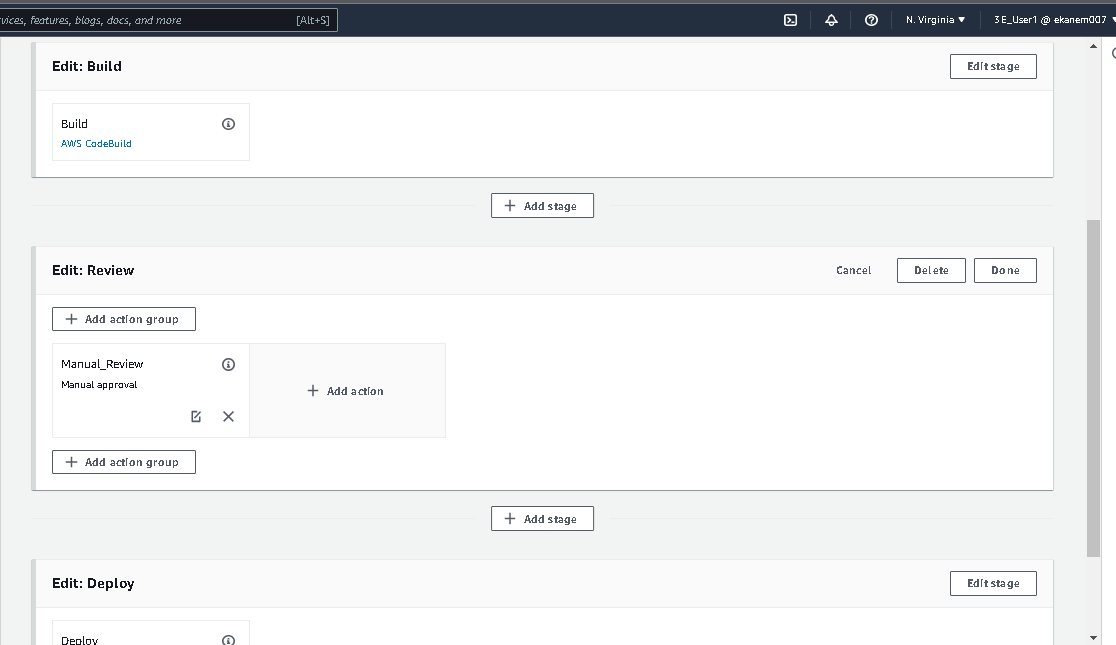 vices, features, blogs, docs, and more [Alt+S] N. Virginia 3E_User1 @ ekanem007
Edit: Build Edit stage
Build
AWS CodeBuild
Add stage
Edit: Review Cancel Delete Done
Add action group
Manual_Review
Manual approval
Add action
Add action group
Add stage
Edit: Deploy Edit stage
Deploy